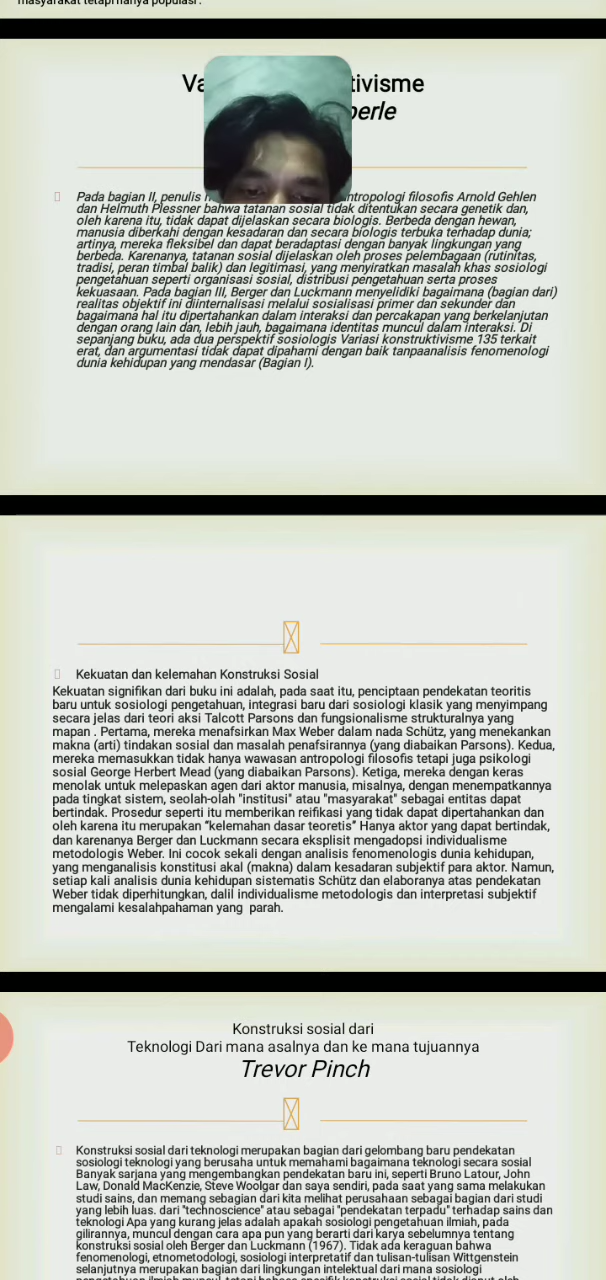 masyarakat tetapi hanya populasi .
Va tivisme
perle
Pada bagian II, penulis antropologi filosofis Arnold Gehlen
dan Helmuth Plessner bahwa tatanan sosial tidak ditentukan secara genetik dan,
oleh karena itu, tidak dapat dijelaskan secara biologis. Berbeda dengan hewan,
manusia diberkahi dengan kesadaran dan secara biologis terbuka terhadap dunia;
artinya, mereka fleksibel dan dapat beradaptasi dengan banyak lingkungan yang
berbeda. Karenanya, tatanan sosial dijelaskan oleh proses pelembagaan (rutinitas,
tradisi, peran timbal balik) dan legitimasi, yang menyiratkan masalah khas sosiologi
pengetahuan seperti organisasi sosial, distribusi pengetahuan serta proses
kekuasaan. Pada bagian III, Berger dan Luckmann menyelidiki bagaimana (bagian dari)
realitas objektif ini diinternalisasi melalui sosialisasi primer dan sekunder dan
bagaimana hal itu dipertahankan dalam interaksi dan percakapan yang berkelanjutan
dengan orang lain dan, lebih jauh, bagaimana identitas muncul dalam interaksi. Di
sepanjang buku, ada dua perspektif sosiologis Variasi konstruktivisme 135 terkait
erat, dan argumentasi tidak dapat dipahami dengan baik tanpaanalisis fenomenologi
dunia kehidupan yang mendasar (Bagian I).
Kekuatan dan kelemahan Konstruksi Sosial
Kekuatan signifikan dari buku ini adalah, pada saat itu, penciptaan pendekatan teoritis
baru untuk sosiologi pengetahuan, integrasi baru dari sosiologi klasik yang menyimpang
secara jelas dari teori aksi Talcott Parsons dan fungsionalisme strukturalnya yang
mapan . Pertama, mereka menafsirkan Max Weber dalam nada Schütz, yang menekankan
makna (arti) tindakan sosial dan masalah penafsirannya (yang diabaikan Parsons). Kedua,
mereka memasukkan tidak hanya wawasan antropologi filosofis tetapi juga psikologi
sosial George Herbert Mead (yang diabaikan Parsons). Ketiga, mereka dengan keras
menolak untuk melepaskan agen dari aktor manusia, misalnya, dengan menempatkannya
pada tingkat sistem, seolah-olah "institusi" atau "masyarakat" sebagai entitas dapat
bertindak. Prosedur seperti itu memberikan reifikasi yang tidak dapat dipertahankan dan
oleh karena itu merupakan “kelemahan dasar teoretis” Hanya aktor yang dapat bertindak,
dan karenanya Berger dan Luckmann secara eksplisit mengadopsi individualisme
metodologis Weber. Ini cocok sekali dengan analisis fenomenologis dunia kehidupan,
yang menganalisis konstitusi akal (makna) dalam kesadaran subjektif para aktor. Namun,
setiap kali analisis dunia kehidupan sistematis Schütz dan elaboranya atas pendekatan
Weber tidak diperhitungkan, dalil individualisme metodologis dan interpretasi subjektif
mengalami kesalahpahaman yang parah.
Konstruksi sosial dari
Teknologi Dari mana asalnya dan ke mana tujuannya
Trevor Pinch
Konstruksi sosial dari teknologi merupakan bagian dari gelombang baru pendekatan
sosiologi teknologi yang berusaha untuk memahami bagaimana teknologi secara sosial
Banyak sarjana yang mengembangkan pendekatan baru ini, seperti Bruno Latour, John
Law, Donald MacKenzie, Steve Woolgar dan saya sendiri, pada saat yang sama melakukan
studi sains, dan memang sebagian dari kita melihat perusahaan sebagai bagian dari studi
yang lebih luas. dari "technoscience" atau sebagai "pendekatan terpadu" terhadap sains dan
teknologi Apa yang kurang jelas adalah apakah sosiologi pengetahuan ilmiah, pada
gilirannya, muncul dengan cara apa pun yang berarti dari karya sebelumnya tentang
konstruksi sosial oleh Berger dan Luckmann (1967). Tidak ada keraguan bahwa
fenomenologi, etnometodologi, sosiologi interpretatif dan tulisan-tulisan Wittgenstein
selanjutnya merupakan bagian dari lingkungan intelektual dari mana sosiologi
pengetahuan ilmiah muncul, tetapi bahasa spesifik konstruksi sosial tidak disput oleh